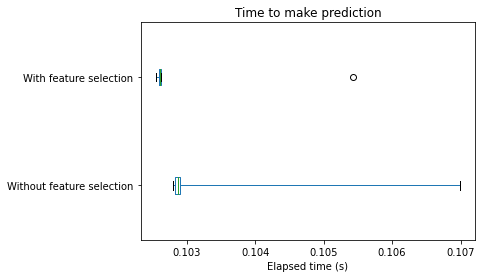 Time to make prediction
With feature selection
Without feature selection
0.103 0.104 0.105 0.106 0.107
Elapsed time (s)